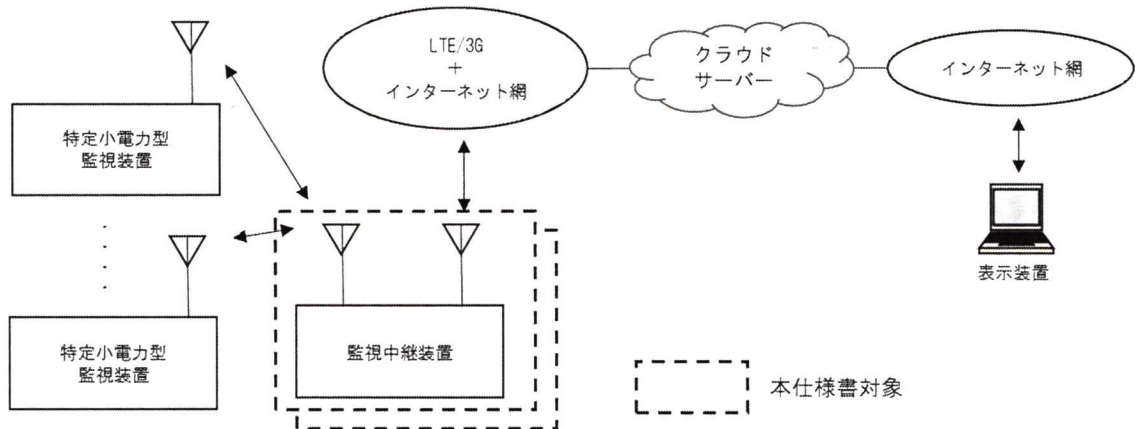 LTE/3G
+
インターネット網
クラウド
サーバー
インターネット網
特定小電力型
監視装置
特定小電力型
監視装置
監視中継装置
表示装置
本仕様書対象